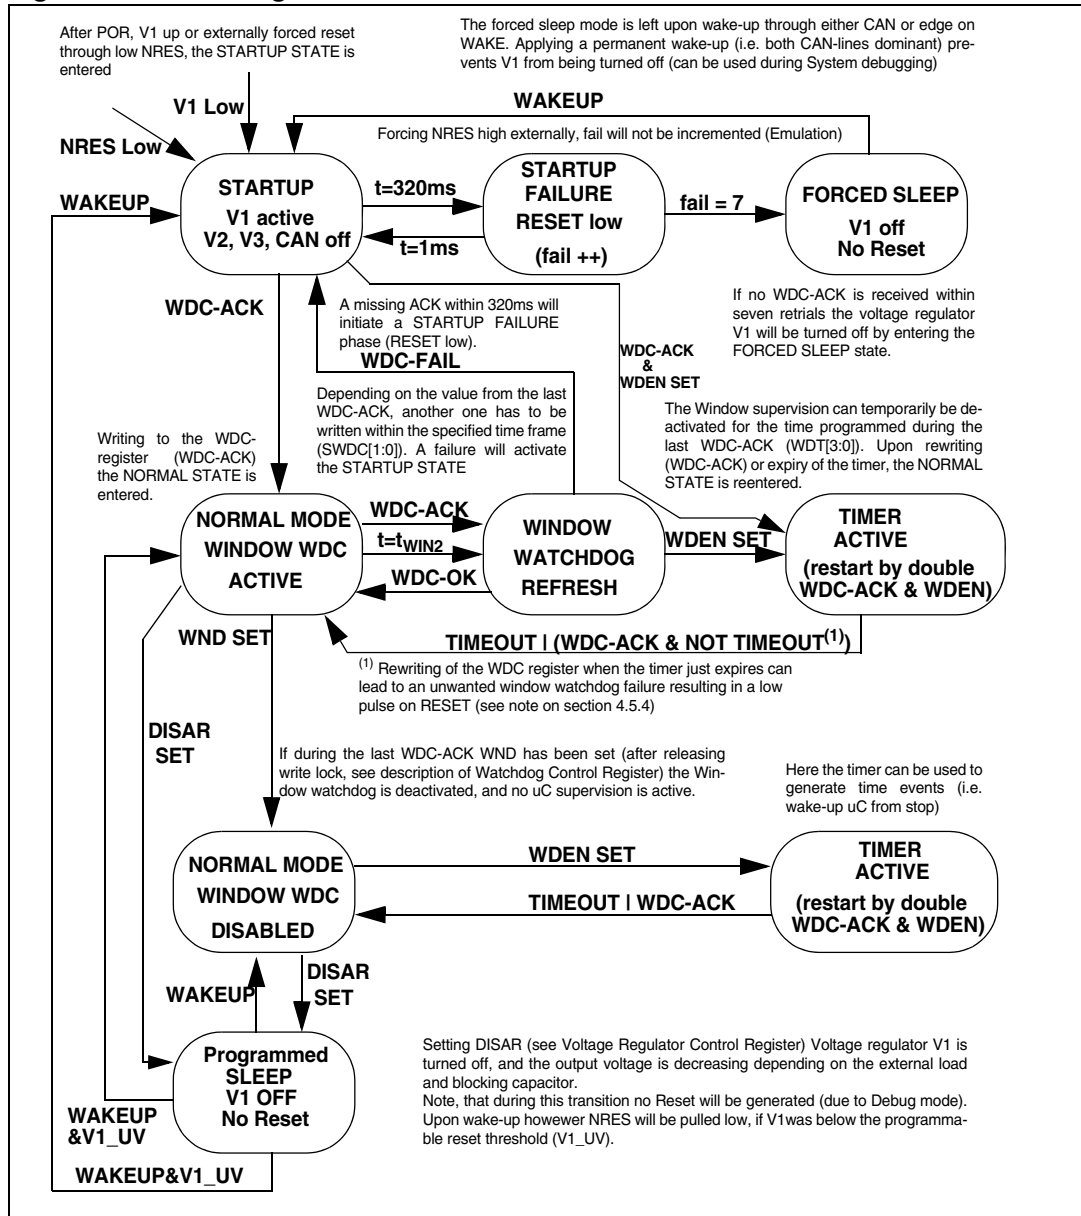 After POR, V1 up or externally forced reset
through low NRES, the STARTUP STATE is
entered
The forced sleep mode is left upon wake-up through either CAN or edge on
WAKE. Applying a permanent wake-up (i.e. both CAN-lines dominant) pre-
vents V1 from being turned off (can be used during System debugging)
V1 Low
WAKEUP
NRES Low
Forcing NRES high externally, fail will not be incremented (Emulation)
WAKEUP
STARTUP
V1 active
V2, V3, CAN off
t=320ms
t=1ms
STARTUP
FAILURE
RESET low
(fail ++)
fail = 7
FORCED SLEEP
V1 off
No Reset
WDC-ACK
A missing ACK within 320ms will
initiate a STARTUP FAILURE
phase (RESET low).
WDC-FAIL
If no WDC-ACK is received within
seven retrials the voltage regulator
V1 will be turned off by entering the
FORCED SLEEP state.
WDC-ACK
&
WDEN SET
Depending on the value from the last
WDC-ACK, another one has to be
written within the specified time frame
(SWDC[1:0]). A failure will activate
the STARTUP STATE
The Window supervision can temporarily be de-
activated for the time programmed during the
last WDC-ACK (WDT[3:0]). Upon rewriting
(WDC-ACK) or expiry of the timer, the NORMAL
STATE is reentered.
Writing to the WDC-
register (WDC-ACK)
the NORMAL STATE is
entered.
NORMAL MODE
WINDOW WDC
ACTIVE
WDC-ACK
t=tWIN2
WDC-OK
WINDOW
WATCHDOG
REFRESH
WDEN SET
TIMER
ACTIVE
(restart by double
WDC-ACK & WDEN)
WND SET
TIMEOUT | (WDC-ACK & NOT TIMEOUT(1))
(1) Rewriting of the WDC register when the timer just expires can
lead to an unwanted window watchdog failure resulting in a low
pulse on RESET (see note on section 4.5.4)
DISAR
SET
If during the last WDC-ACK WND has been set (after releasing
write lock, see description of Watchdog Control Register) the Win-
dow watchdog is deactivated, and no uC supervision is active.
Here the timer can be used to
generate time events (i.e.
wake-up uC from stop)
NORMAL MODE
WINDOW WDC
DISABLED
WDEN SET
TIMEOUT | WDC-ACK
TIMER
ACTIVE
(restart by double
WDC-ACK & WDEN)
WAKEUP
DISAR
SET
Programmed
SLEEP
V1 OFF
No Reset
WAKEUP
&V1_UV
WAKEUP&V1_UV
Setting DISAR (see Voltage Regulator Control Register) Voltage regulator V1 is
turned off, and the output voltage is decreasing depending on the external load
and blocking capacitor.
Note, that during this transition no Reset will be generated (due to Debug mode).
Upon wake-up howewer NRES will be pulled low, if V1was below the programma-
ble reset threshold (V1_UV).